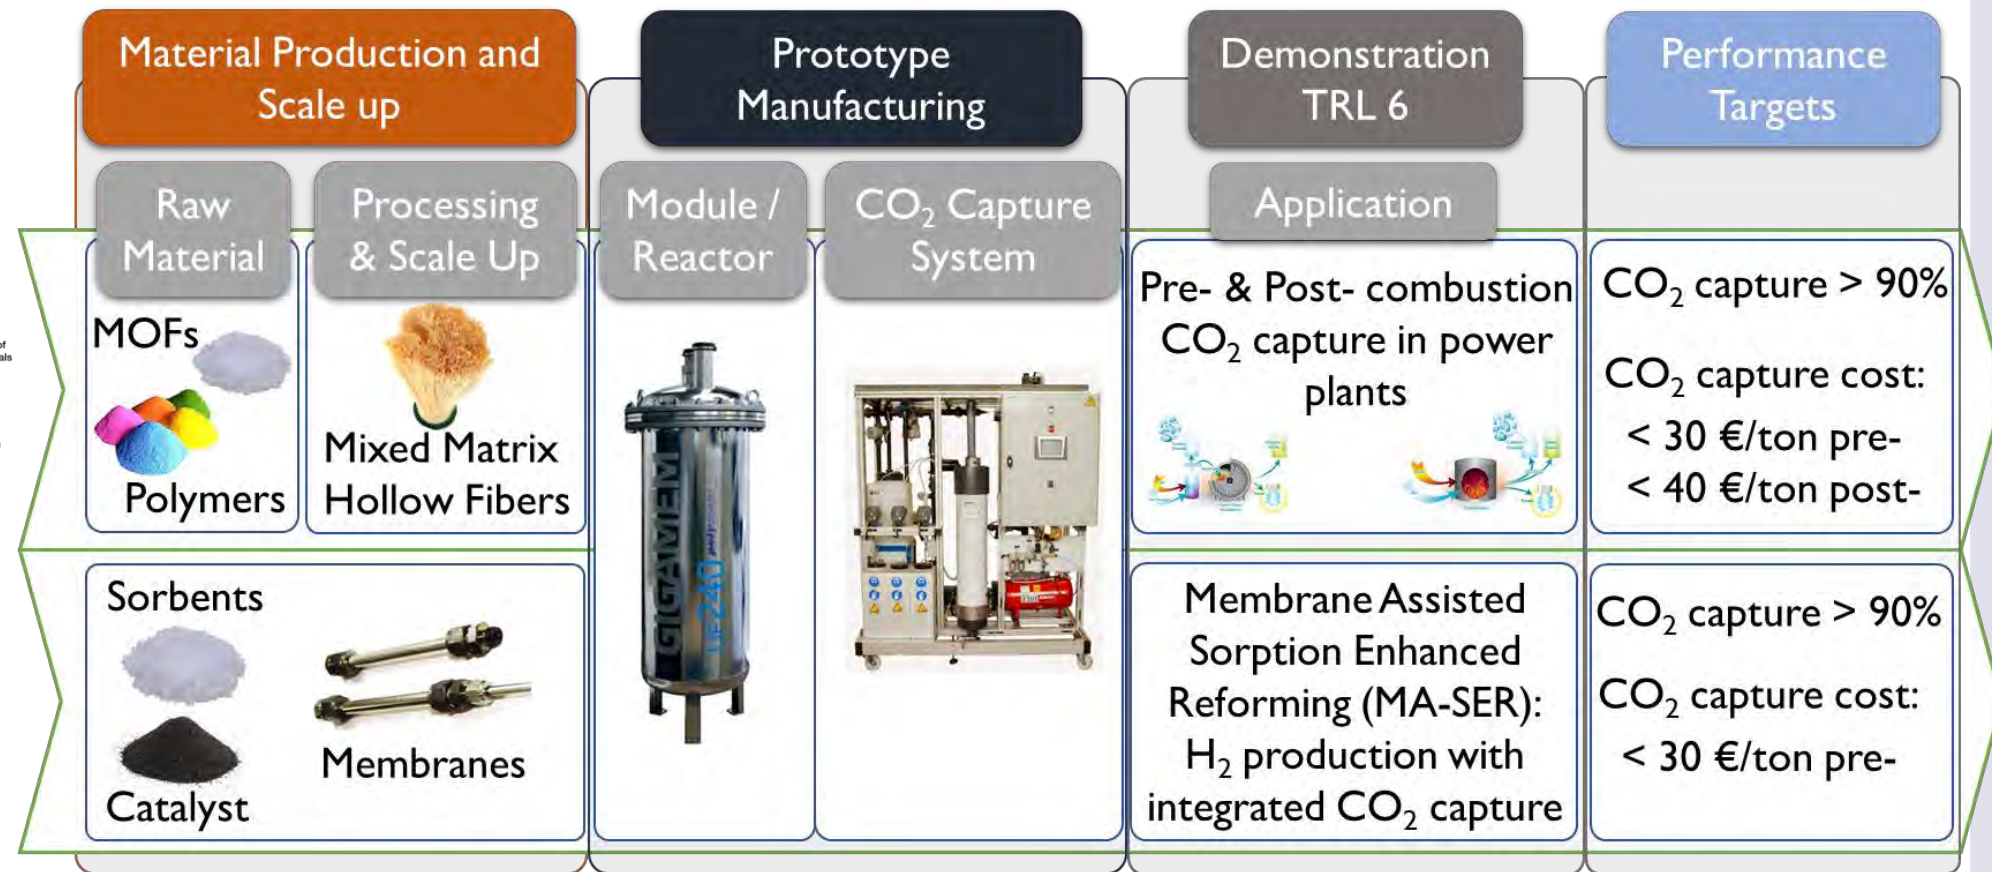 Material Production and
Scale up
Prototype
Manufacturing
Demonstration
TRL 6
Performance
Targets
Raw
Material
Processing
& Scale Up
Module /
Reactor
CO₂ Capture
System
Application
MOFs
Polymers
Mixed Matrix
Hollow Fibers
GIGAMEM
UF240
Pre- & Post- combustion
CO₂ capture in power
plants
CO₂ capture > 90%
CO₂ capture cost:
< 30 €/ton pre-
< 40 €/ton post-
Sorbents
Catalyst
Membranes
Membrane Assisted
Sorption Enhanced
Reforming (MA-SER):
H₂ production with
integrated CO₂ capture
CO₂ capture > 90%
CO₂ capture cost:
< 30 €/ton pre-